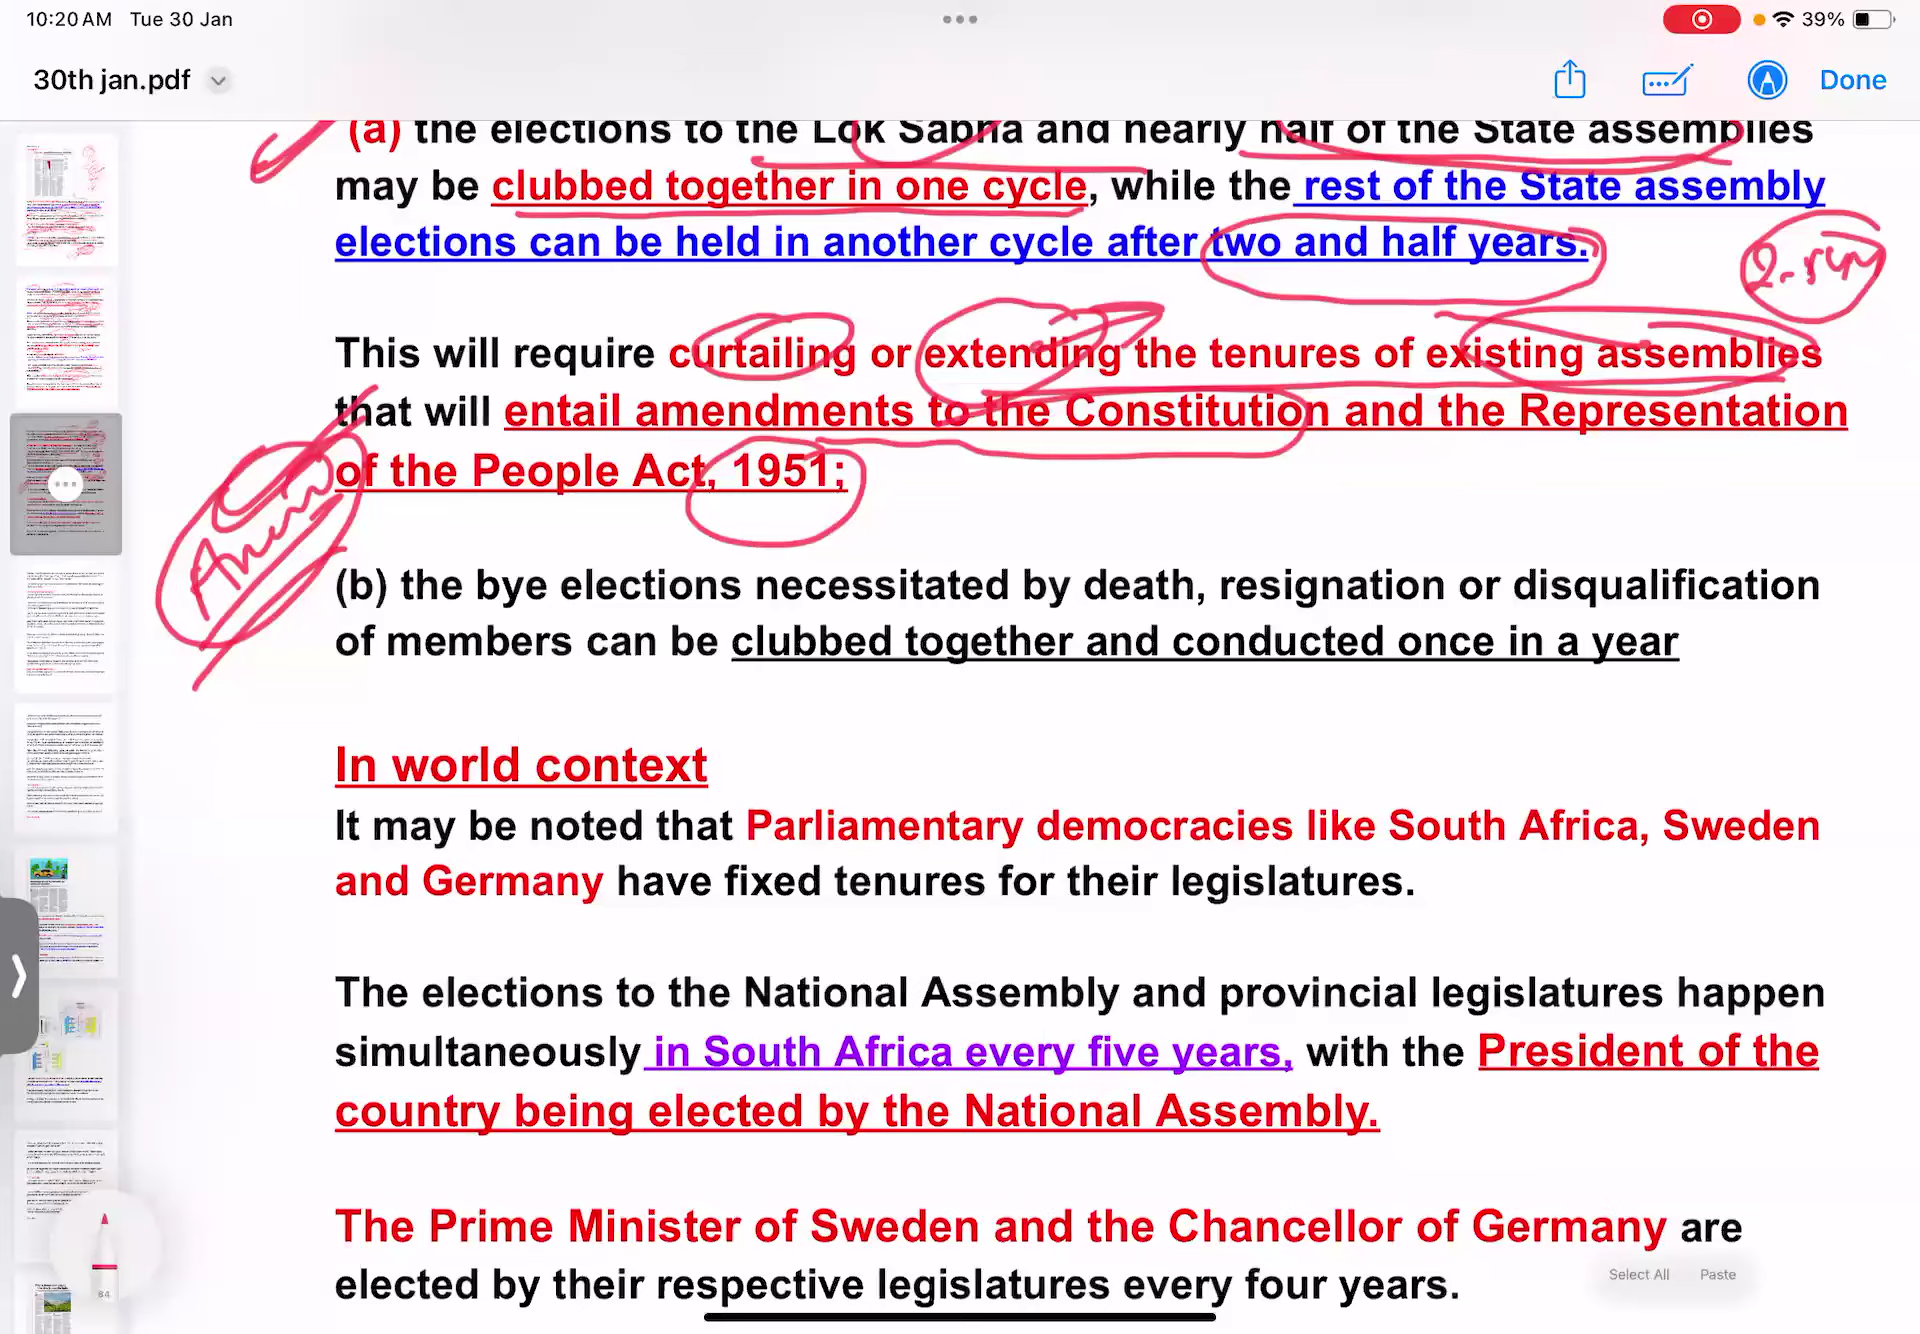 10:20 AM Tue 30 Jan
39%
30th jan.pdf
Done
(a) the elections to the Lok Sabha and nearly half of the State assemblies
may be clubbed together in one cycle, while the rest of the State assembly
elections can be held in another cycle after two and half years.
This will require curtailing or extending the tenures of existing assemblies
that will entail amendments to the Constitution and the Representation
of the People Act, 1951;
(b) the bye elections necessitated by death, resignation or disqualification
of members can be clubbed together and conducted once in a year
In world context
It may be noted that Parliamentary democracies like South Africa, Sweden
and Germany have fixed tenures for their legislatures.
The elections to the National Assembly and provincial legislatures happen
simultaneously in South Africa every five years, with the President of the
country being elected by the National Assembly.
The Prime Minister of Sweden and the Chancellor of Germany are
elected by their respective legislatures every four years.
Select All Paste
84